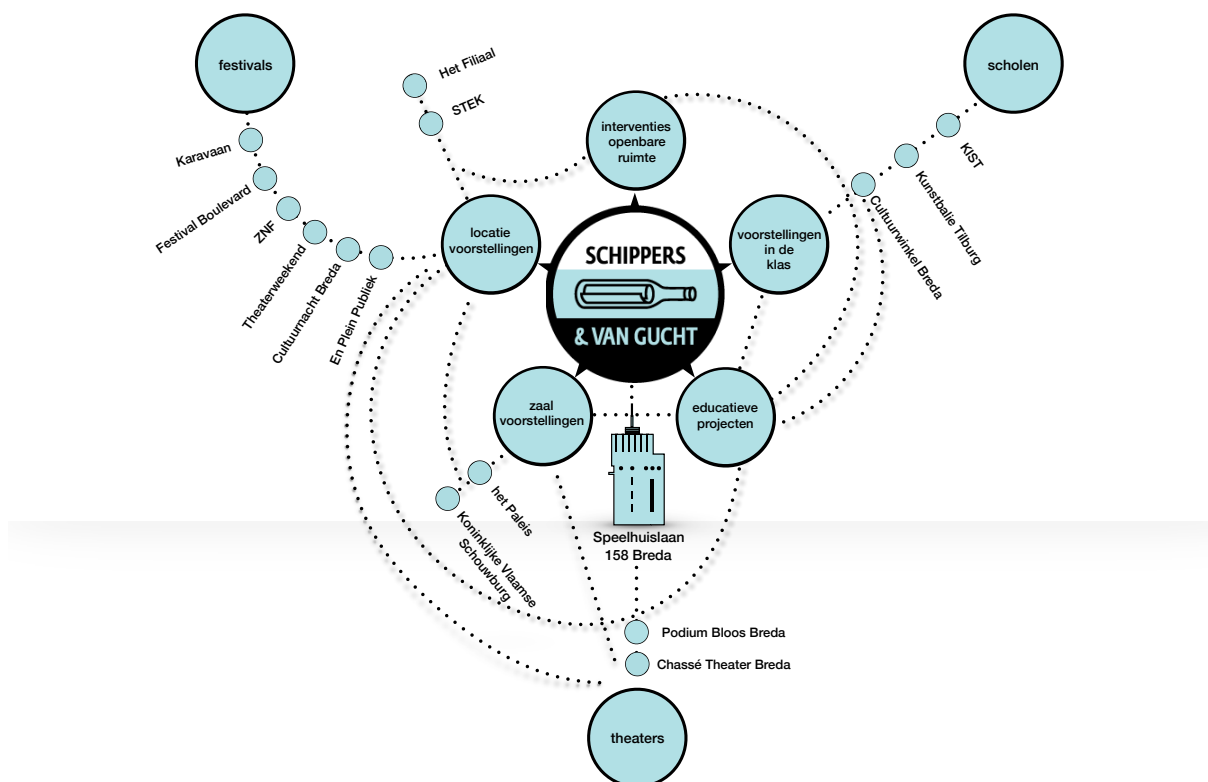 festivals
Karavaan
Festival Boulevard
ZNF
Theaterweekend
Cultuurnacht Breda
En Plein Publiek
Het Filiaal
STEK
locatie
voorstellingen
interventies
openbare
ruimte
SCHIPPERS
& VAN GUCHT
voorstellingen
in de
klas
scholen
KIST
Kunstbalie Tilburg
Cultuurwinkel Breda
zaal
voorstellingen
educatieve
projecten
het Paleis
Koninklijke Vlaamse
Schouwburg
Speelhuislaan
158 Breda
Podium Bloos Breda
Chassé Theater Breda
theaters